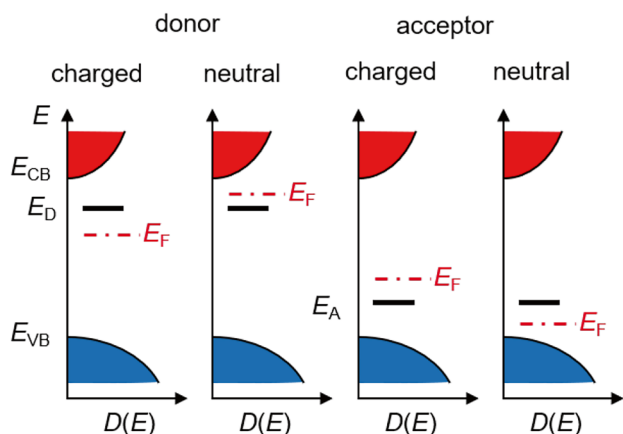 donor acceptor
charged neutral charged neutral
E
E_CB
E_D E_F E_F
E_F
E_A E_F
E_VB
D(E) D(E) D(E) D(E)